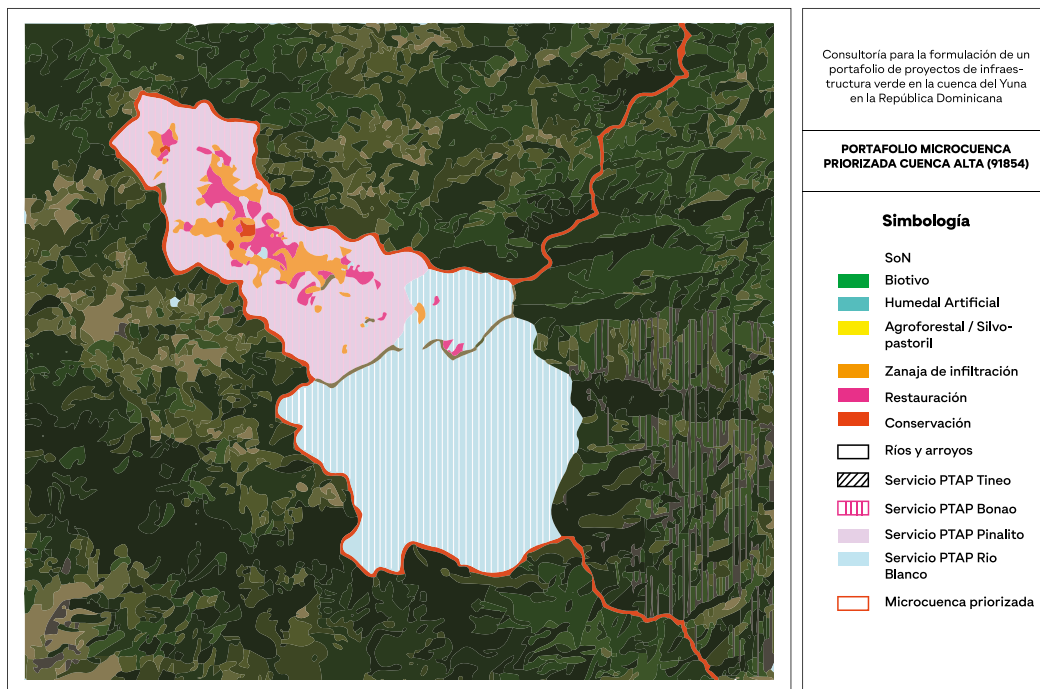 Consultoría para la formulación de un
portafolio de proyectos de infraes-
tructura verde en la cuenca del Yuna
en la República Dominicana
PORTAFOLIO MICROCUENCA
PRIORIZADA CUENCA ALTA (91854)
Simbología
SoN
Biotivo
Humedal Artificial
Agroforestal / Silvo-
pastoril
Zanaja de infiltración
Restauración
Conservación
Ríos y arroyos
Servicio PTAP Tineo
Servicio PTAP Bonao
Servicio PTAP Pinalito
Servicio PTAP Rio
Blanco
Microcuenca priorizada